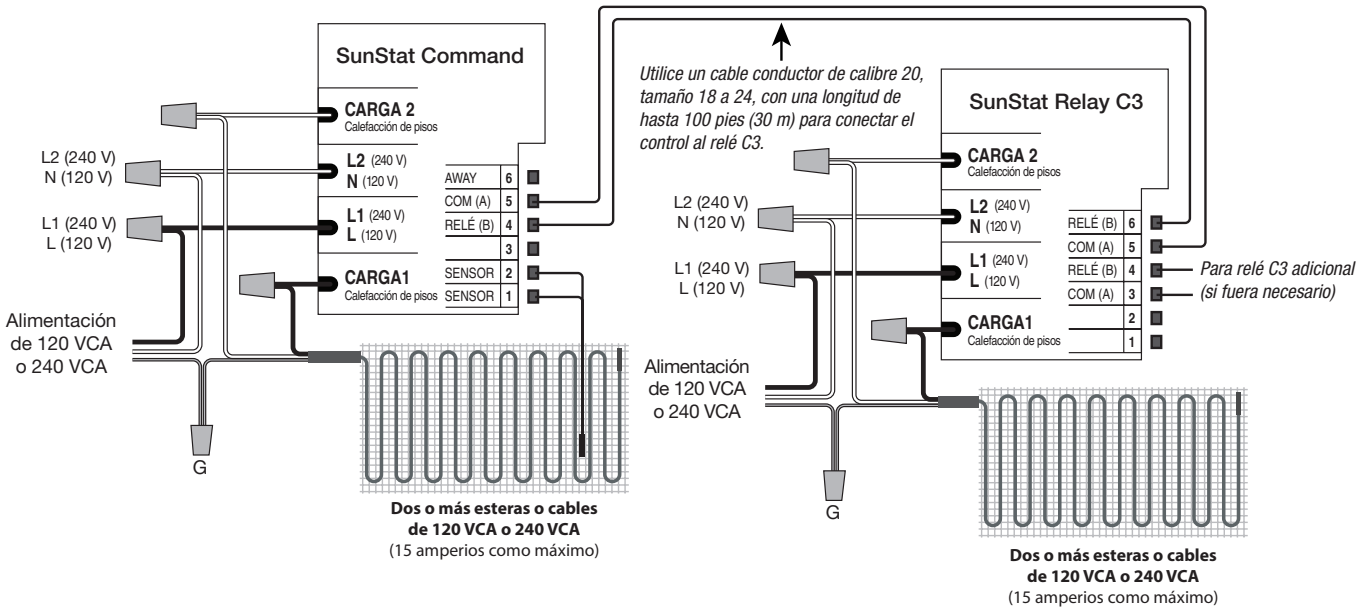 SunStat Command
CARGA 2
Calefacción de pisos
L2 (240 V)
N (120 V)
L1 (240 V)
L (120 V)
CARGA1
Calefacción de pisos
AWAY 6
COM (A) 5
RELÉ (B) 4
3
SENSOR 2
SENSOR 1
L2 (240 V)
N (120 V)
L1 (240 V)
L (120 V)
Alimentación
de 120 VCA
o 240 VCA
G
Dos o más esteras o cables
de 120 VCA o 240 VCA
(15 amperios como máximo)
Utilice un cable conductor de calibre 20,
tamaño 18 a 24, con una longitud de
hasta 100 pies (30 m) para conectar el
control al relé C3.
SunStat Relay C3
CARGA 2
Calefacción de pisos
L2 (240 V)
N (120 V)
L1 (240 V)
L (120 V)
CARGA1
Calefacción de pisos
RELÉ (B) 6
COM (A) 5
RELÉ (B) 4
COM (A) 3
2
1
Para relé C3 adicional
(si fuera necesario)
L2 (240 V)
N (120 V)
L1 (240 V)
L (120 V)
Alimentación
de 120 VCA
o 240 VCA
G
Dos o más esteras o cables
de 120 VCA o 240 VCA
(15 amperios como máximo)